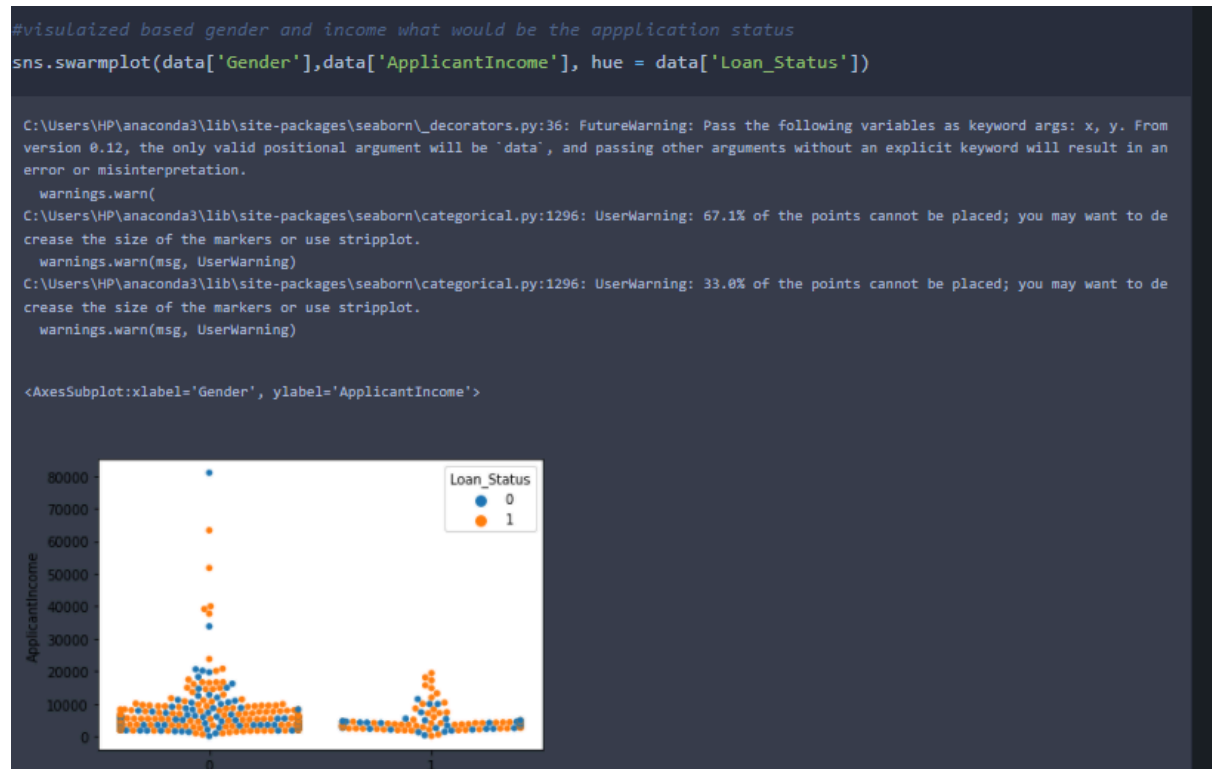 #visulaized based gender and income what would be the appplication status
sns.swarmplot(data['Gender'],data['ApplicantIncome'], hue = data['Loan_Status'])
C:\Users\HP\anaconda3\lib\site-packages\seaborn\_decorators.py:36: FutureWarning: Pass the following variables as keyword args: x, y. From
version 0.12, the only valid positional argument will be `data`, and passing other arguments without an explicit keyword will result in an
error or misinterpretation.
warnings.warn(
C:\Users\HP\anaconda3\lib\site-packages\seaborn\categorical.py:1296: UserWarning: 67.1% of the points cannot be placed; you may want to de
crease the size of the markers or use stripplot.
warnings.warn(msg, UserWarning)
C:\Users\HP\anaconda3\lib\site-packages\seaborn\categorical.py:1296: UserWarning: 33.0% of the points cannot be placed; you may want to de
crease the size of the markers or use stripplot.
warnings.warn(msg, UserWarning)
<AxesSubplot:xlabel='Gender', ylabel='ApplicantIncome'>
Loan_Status
0
1
80000
70000
60000
50000
40000
30000
20000
10000
0
ApplicantIncome
0 1